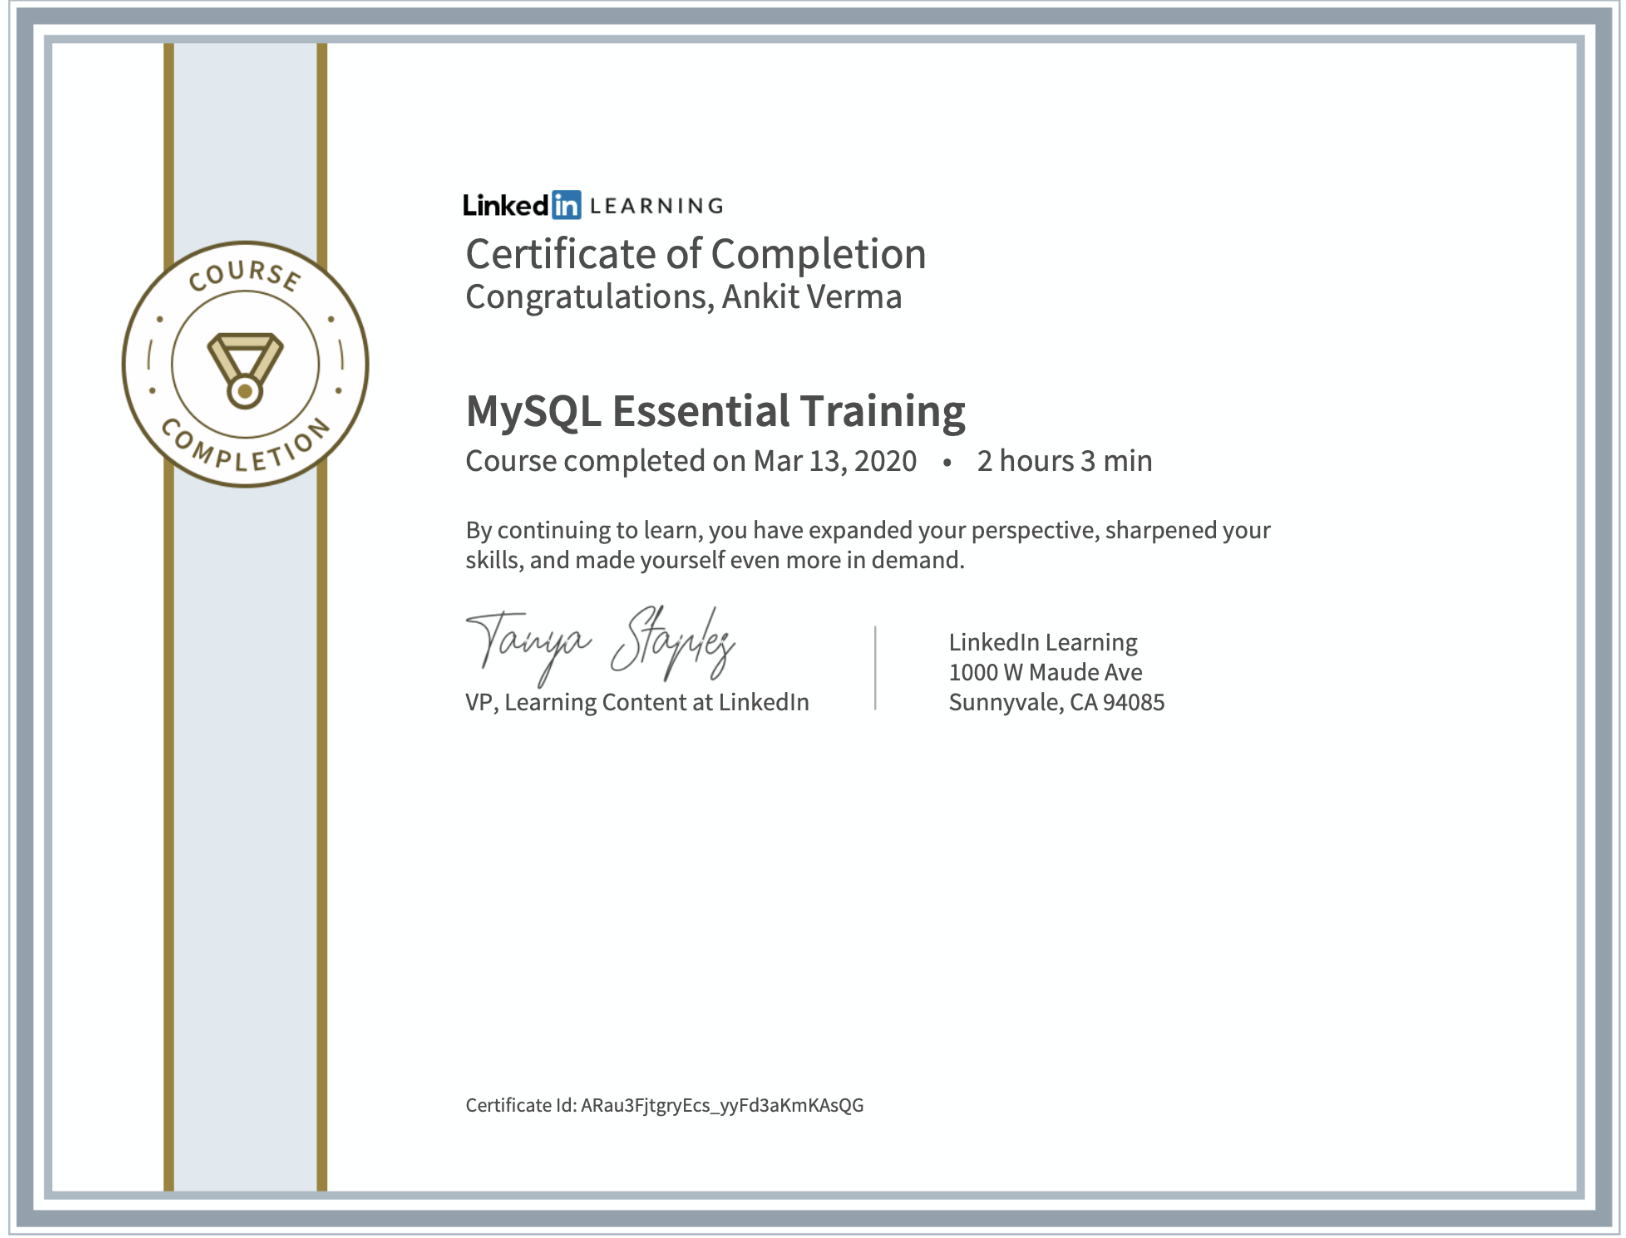 COURSE
COMPLETION
Linked in LEARNING
Certificate of Completion
Congratulations, Ankit Verma
MySQL Essential Training
Course completed on Mar 13, 2020 • 2 hours 3 min
By continuing to learn, you have expanded your perspective, sharpened your
skills, and made yourself even more in demand.
Tanya Staples
VP, Learning Content at LinkedIn
LinkedIn Learning
1000 W Maude Ave
Sunnyvale, CA 94085
Certificate Id: ARau3FjtgryEcs_yyFd3aKmKAsQG